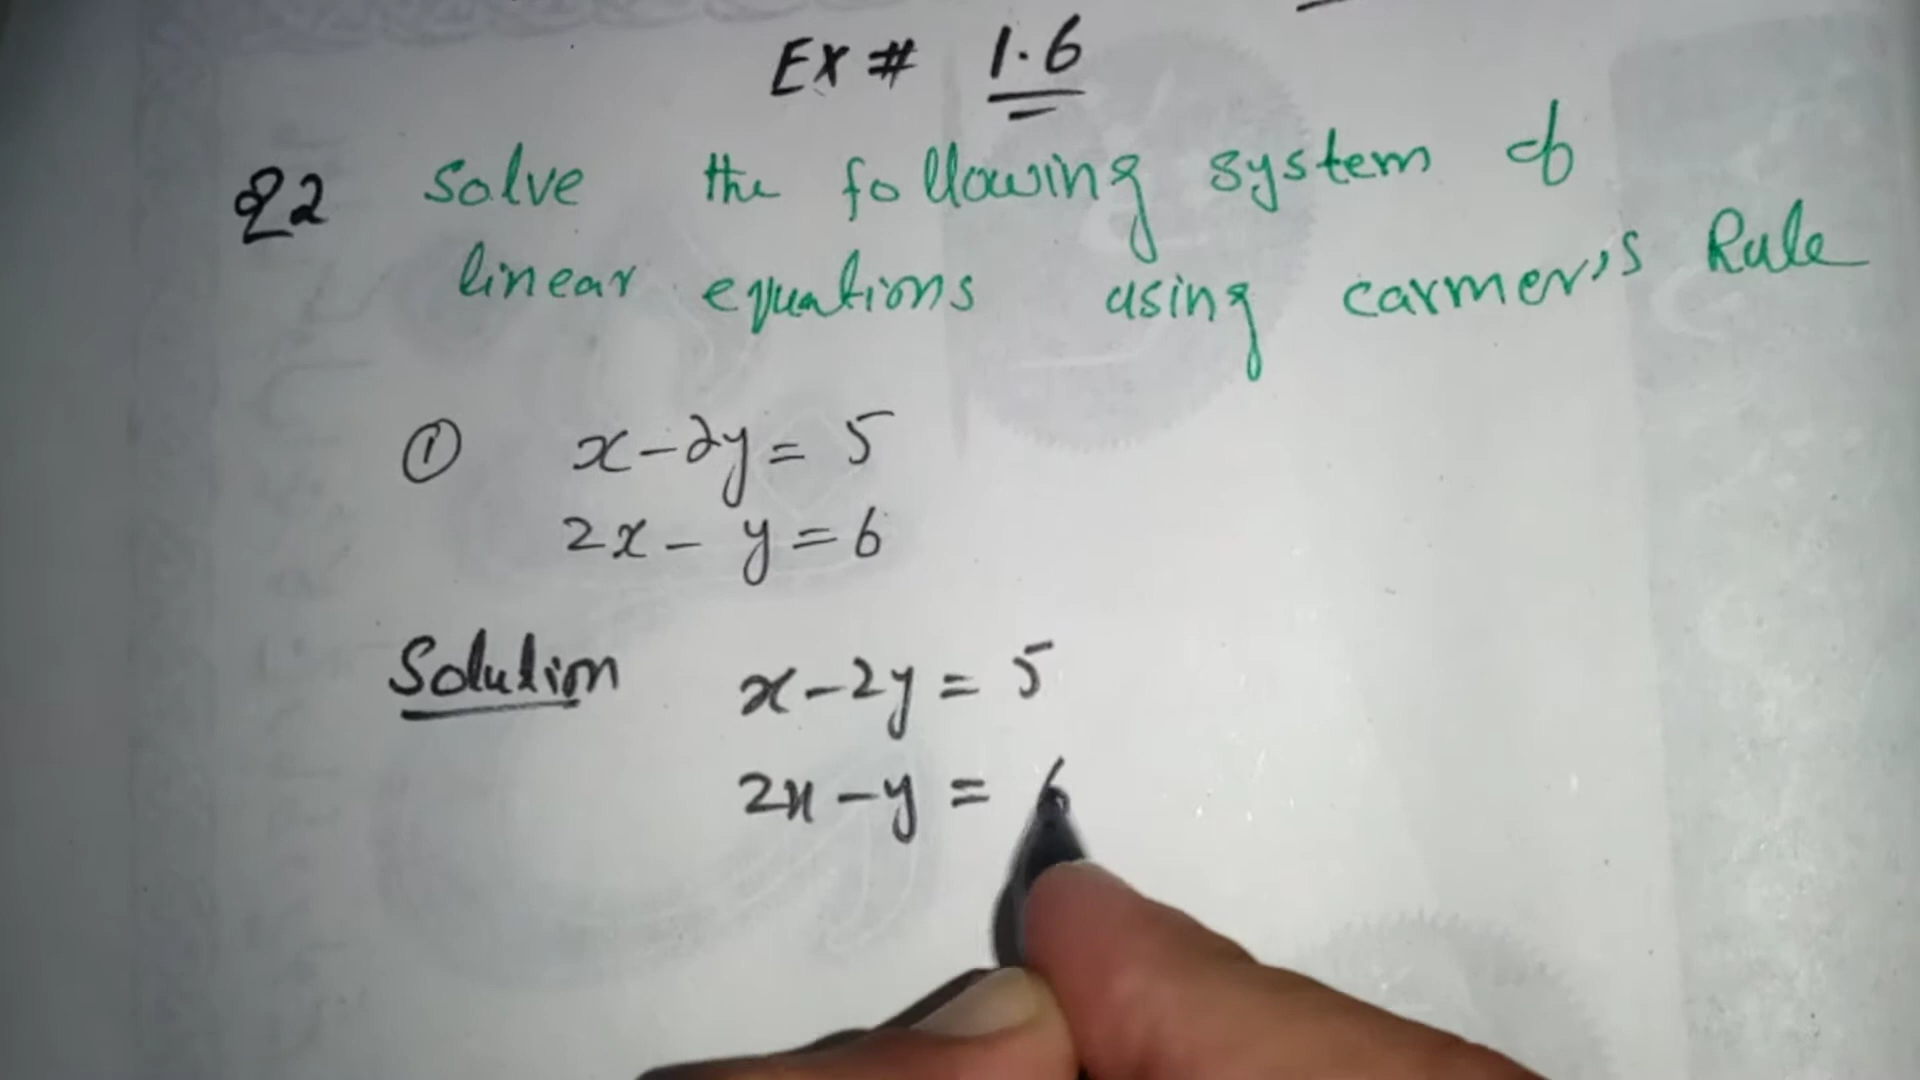 Ex # 1.6
Q2 Solve the following system of
linear equations using carmer's Rule
① x-2y = 5
2x - y = 6
Solution x-2y = 5
2x - y = 6